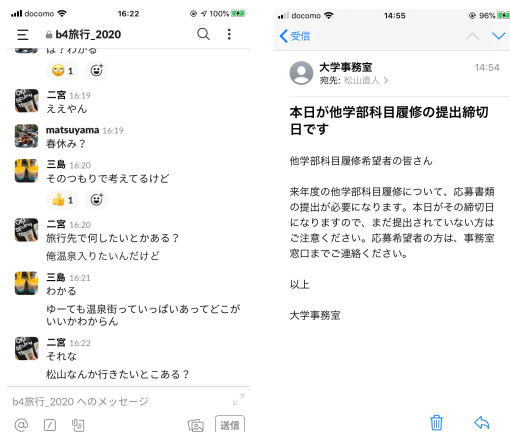 docomo
16:22
100%
b4旅行_2020
は？わかる
1
二宮 16:19
ええやん
matsuyama 16:19
春休み？
三島 16:20
そのつもりで考えてるけど
1
二宮 16:20
旅行先で何したいとかある？
俺温泉入りたいんだけど
三島 16:21
わかる
ゆーても温泉街っていっぱいあってどこが
いいかわからん
二宮 16:22
それな
松山なんか行きたいとこある？
b4旅行_2020 へのメッセージ
送信
docomo
14:55
96%
受信
大学事務室
14:54
宛先: 松山直人
本日が他学部科目履修の提出締切
日です
他学部科目履修希望者の皆さん
来年度の他学部科目履修について、応募書類
の提出が必要になります。本日がその締切日
になりますので、まだ提出されていない方は
ご注意ください。応募希望者の方は、事務室
窓口までご連絡ください。
以上
大学事務室